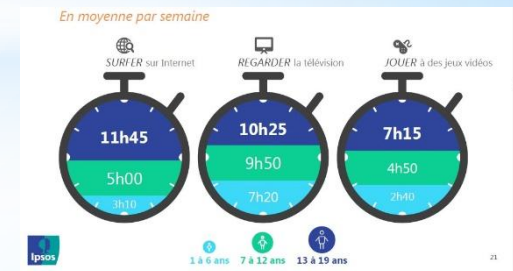 En moyenne par semaine
SURFER sur Internet
REGARDER la télévision
JOUER à des jeux vidéos
11h45
5h00
3h10
10h25
9h50
7h20
7h15
4h50
2h40
Ipsos
1 à 6 ans 7 à 12 ans 13 à 19 ans
21